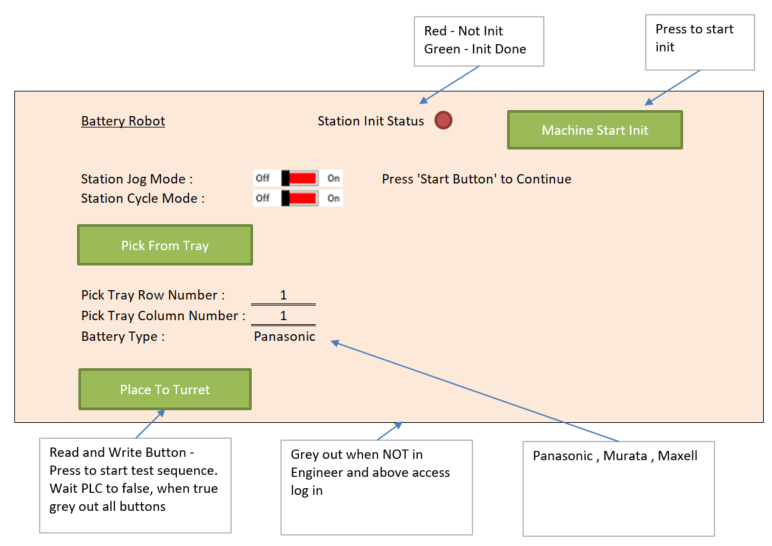 Red - Not Init
Green - Init Done
Press to start
init
Battery Robot
Station Init Status
Machine Start Init
Station Jog Mode :
Off
On
Press 'Start Button' to Continue
Station Cycle Mode :
Off
On
Pick From Tray
Pick Tray Row Number :
1
Pick Tray Column Number :
1
Battery Type :
Panasonic
Place To Turret
Read and Write Button -
Press to start test sequence.
Wait PLC to false, when true
grey out all buttons
Grey out when NOT in
Engineer and above access
log in
Panasonic , Murata , Maxell